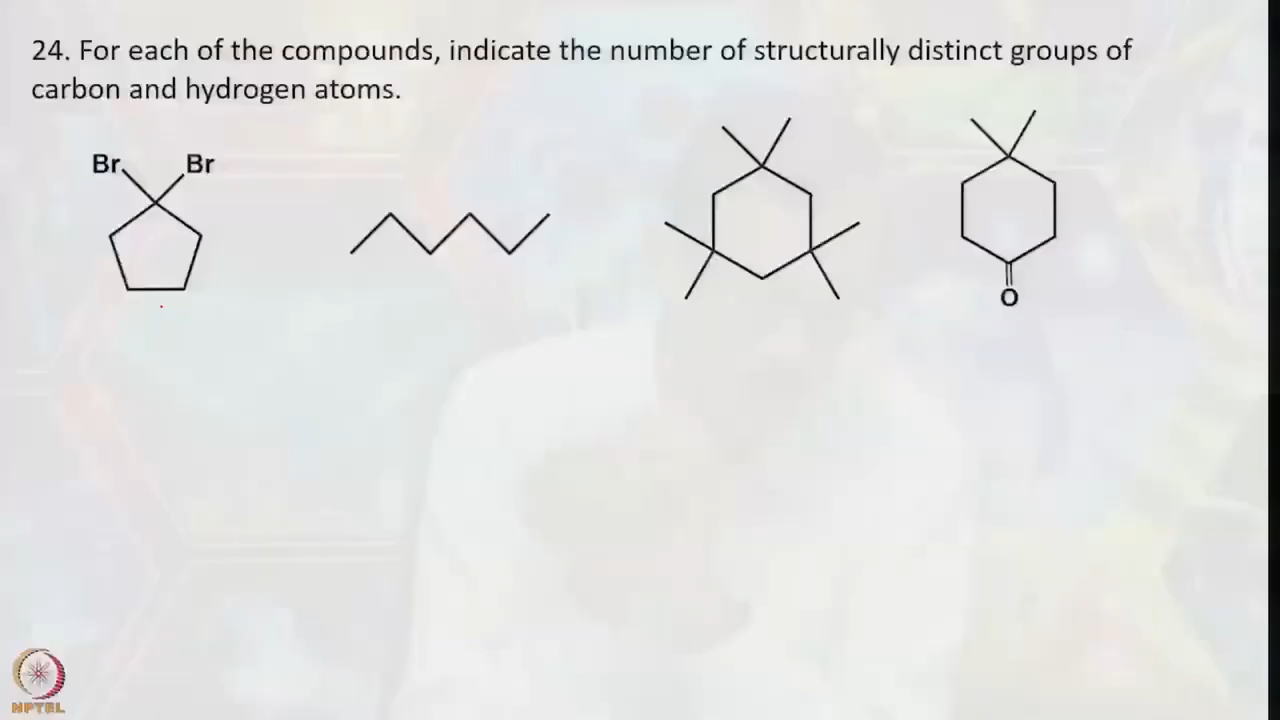 24. For each of the compounds, indicate the number of structurally distinct groups of
carbon and hydrogen atoms.
Br Br
O
NPTEL